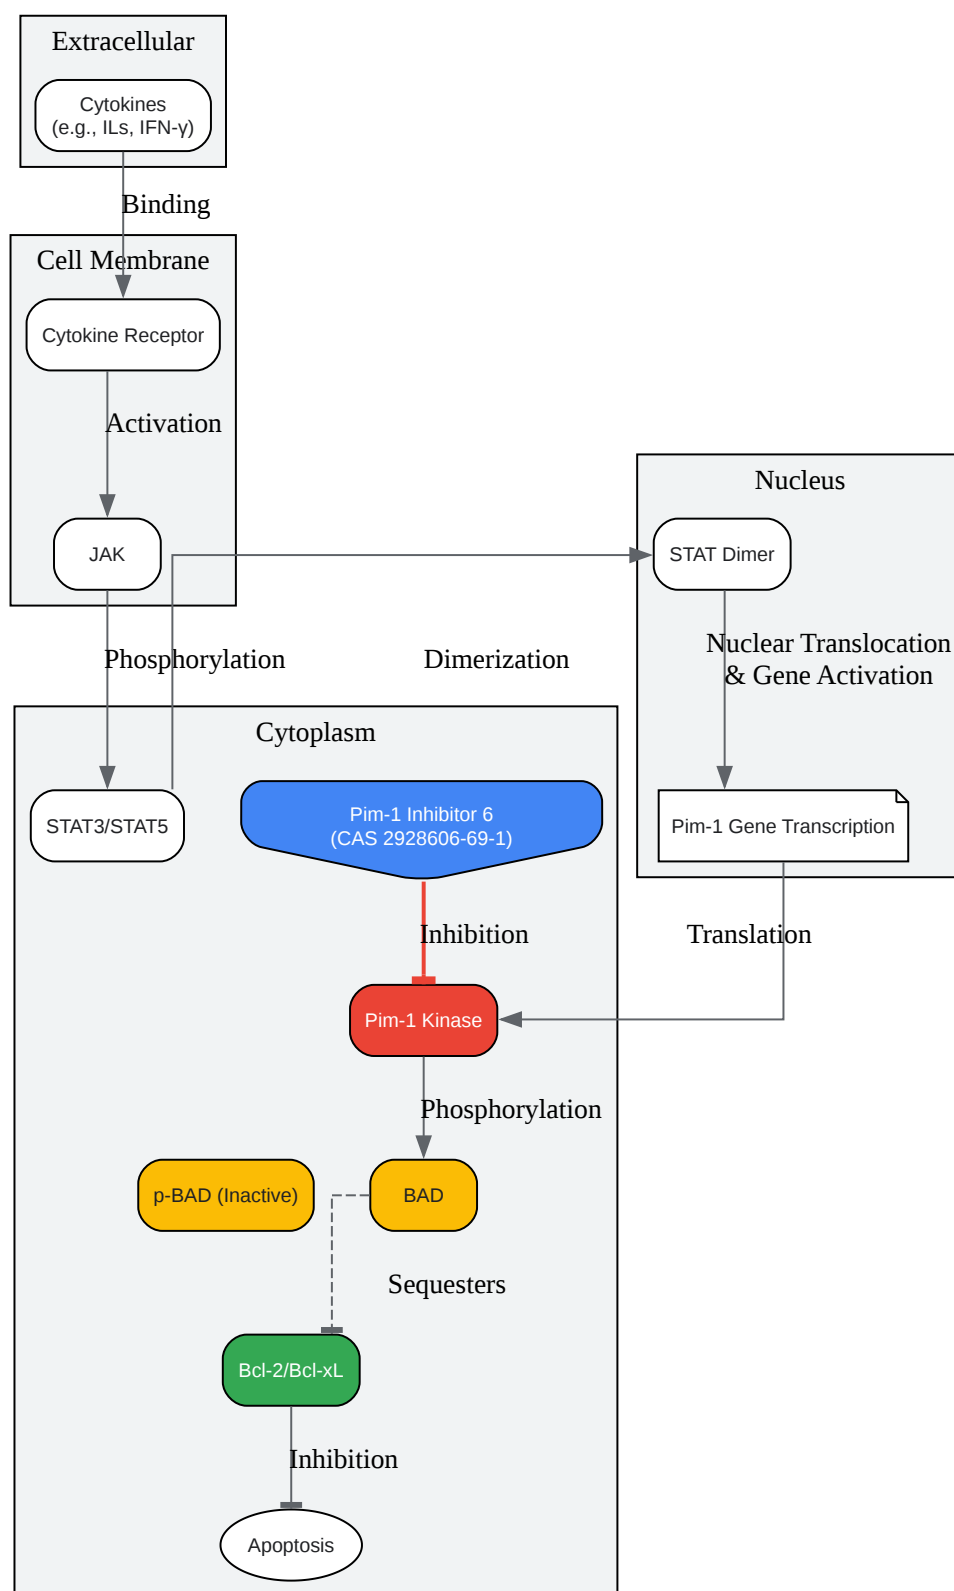 Extracellular
Cytokines
(e.g., ILs, IFN-γ)
Binding
Cell Membrane
Cytokine Receptor
Activation
JAK
Nucleus
STAT Dimer
Phosphorylation
Dimerization
Nuclear Translocation
& Gene Activation
Cytoplasm
STAT3/STAT5
Pim-1 Inhibitor 6
(CAS 2928606-69-1)
Pim-1 Gene Transcription
Inhibition
Translation
Pim-1 Kinase
Phosphorylation
p-BAD (Inactive)
BAD
Sequesters
Bcl-2/Bcl-xL
Inhibition
Apoptosis